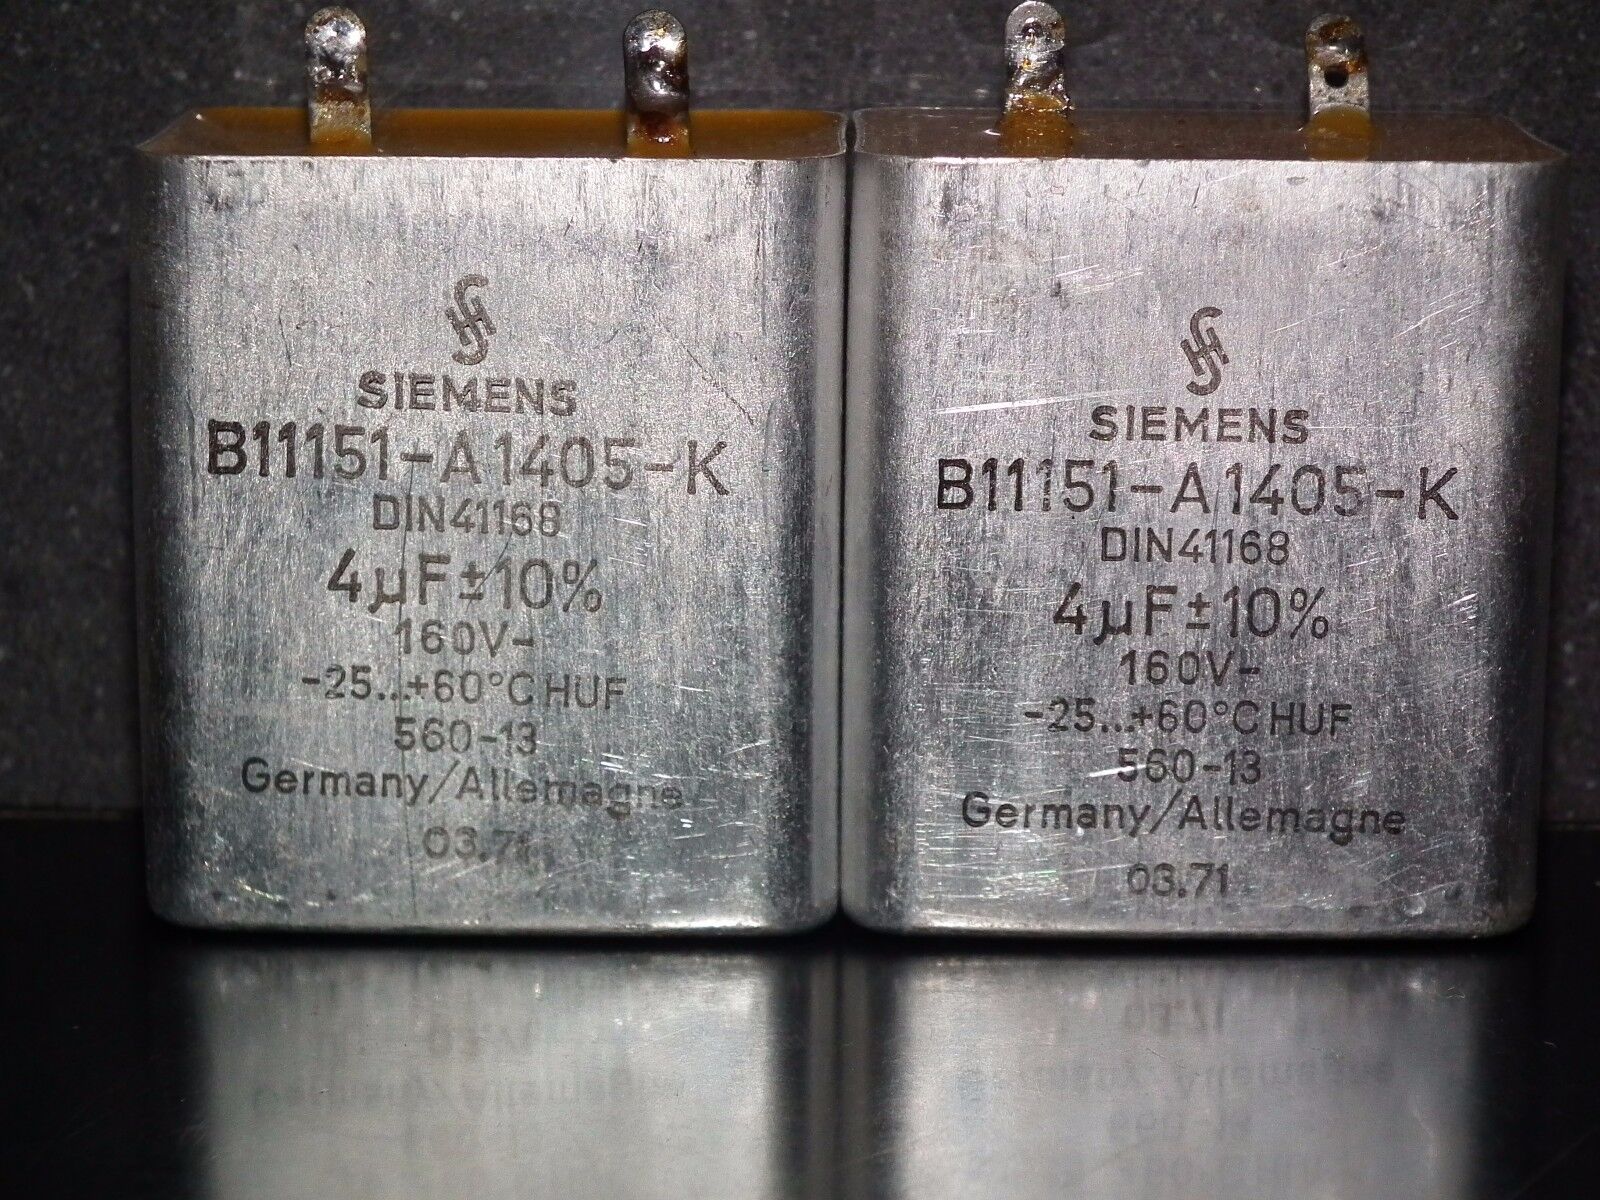 SIEMENS
B11151-A1405-K
DIN41168
4µF±10%
160V-
-25...+60°C HUF
560-13
Germany/Allemagne
03.71
SIEMENS
B11151-A1405-K
DIN41168
4µF±10%
160V-
-25...+60°C HUF
560-13
Germany/Allemagne
03.71